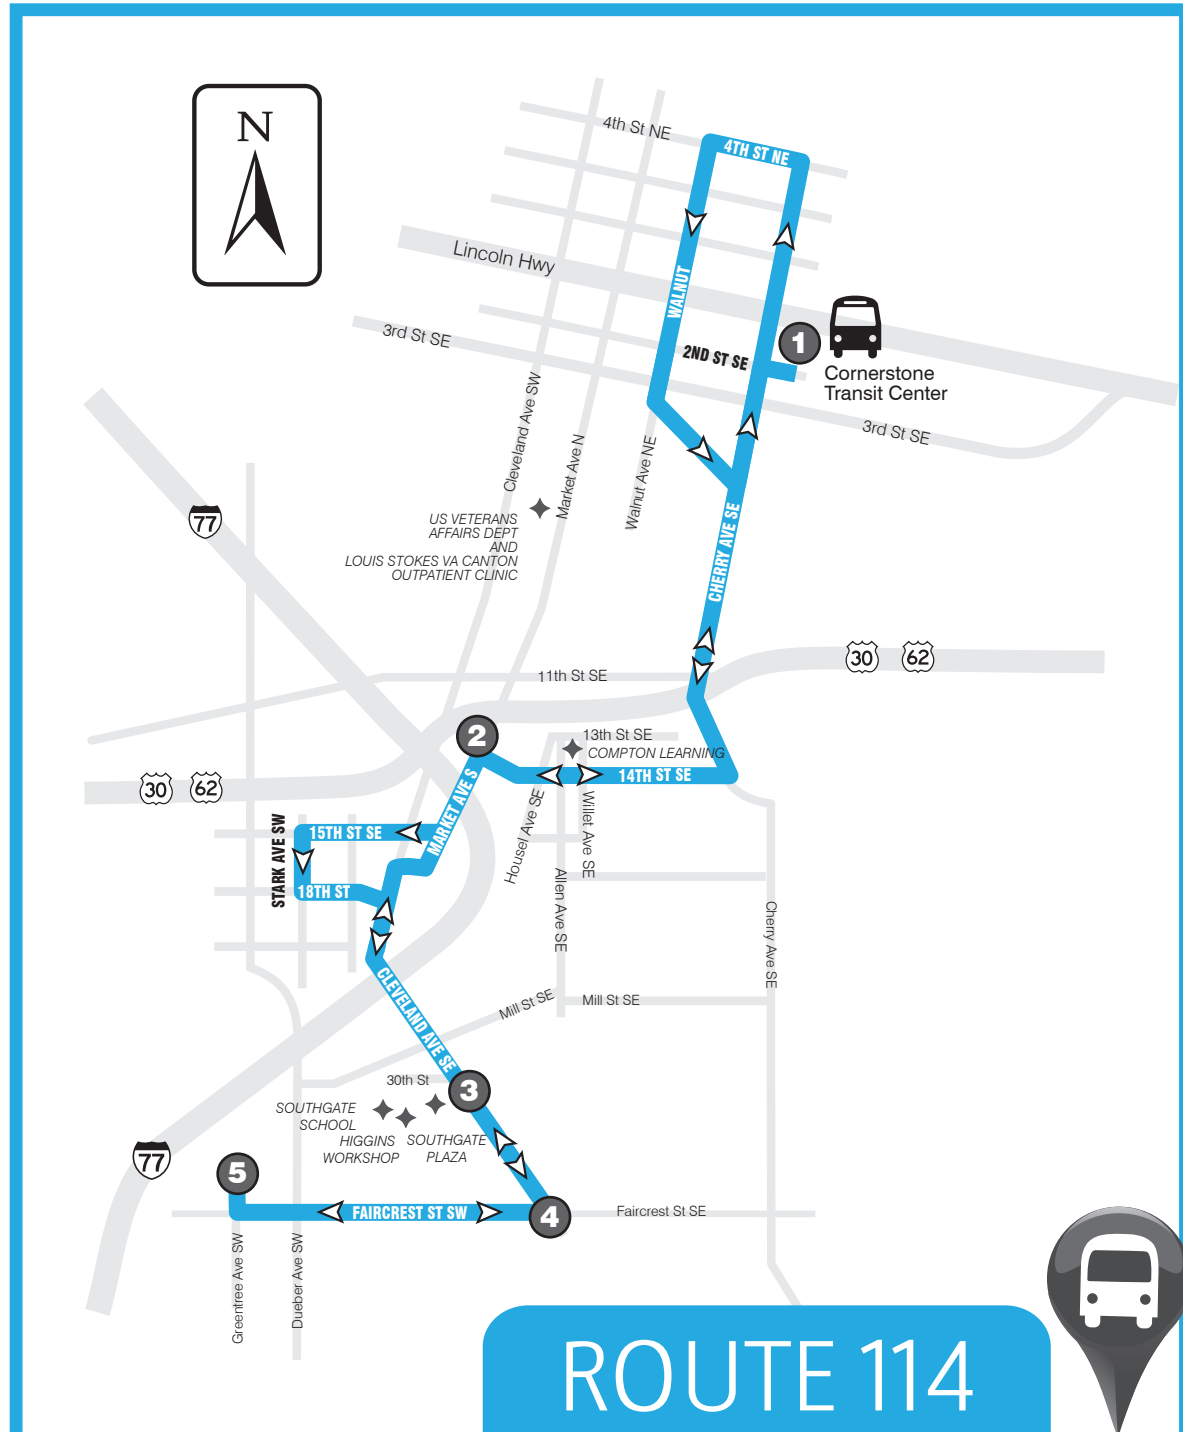 N
4th St NE
4TH ST NE
Lincoln Hwy
WALNUT
3rd St SE
2ND ST SE
1
Cornerstone
Transit Center
3rd St SE
Cleveland Ave SW
Market Ave N
Walnut Ave NE
77
US VETERANS
AFFAIRS DEPT
AND
LOUIS STOKES VA CANTON
OUTPATIENT CLINIC
CHERRY AVE SE
30
62
11th St SE
2
13th St SE
COMPTON LEARNING
14TH ST SE
30
62
MARKET AVE S
Housel Ave SE
Willet Ave SE
15TH ST SE
STARK AVE SW
18TH ST
Allen Ave SE
Cherry Ave SE
CLEVELAND AVE SE
Mill St SE
Mill St SE
30th St
3
SOUTHGATE
SCHOOL
HIGGINS
WORKSHOP
SOUTHGATE
PLAZA
77
5
FAIRCREST ST SW
4
Faircrest St SE
Greentree Ave SW
Dueber Ave SW
ROUTE 114